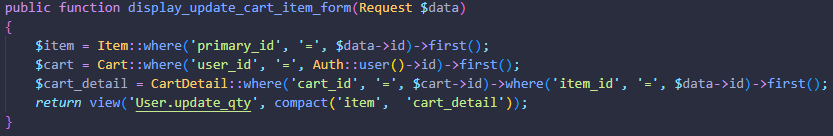 public function display_update_cart_item_form(Request $data)
{
$item = Item::where('primary_id', '=', $data->id)->first();
$cart = Cart::where('user_id', '=', Auth::user()->id)->first();
$cart_detail = CartDetail::where('cart_id', '=', $cart->id)->where('item_id', '=', $data->id)->first();
return view('User.update_qty', compact('item',  'cart_detail'));
}